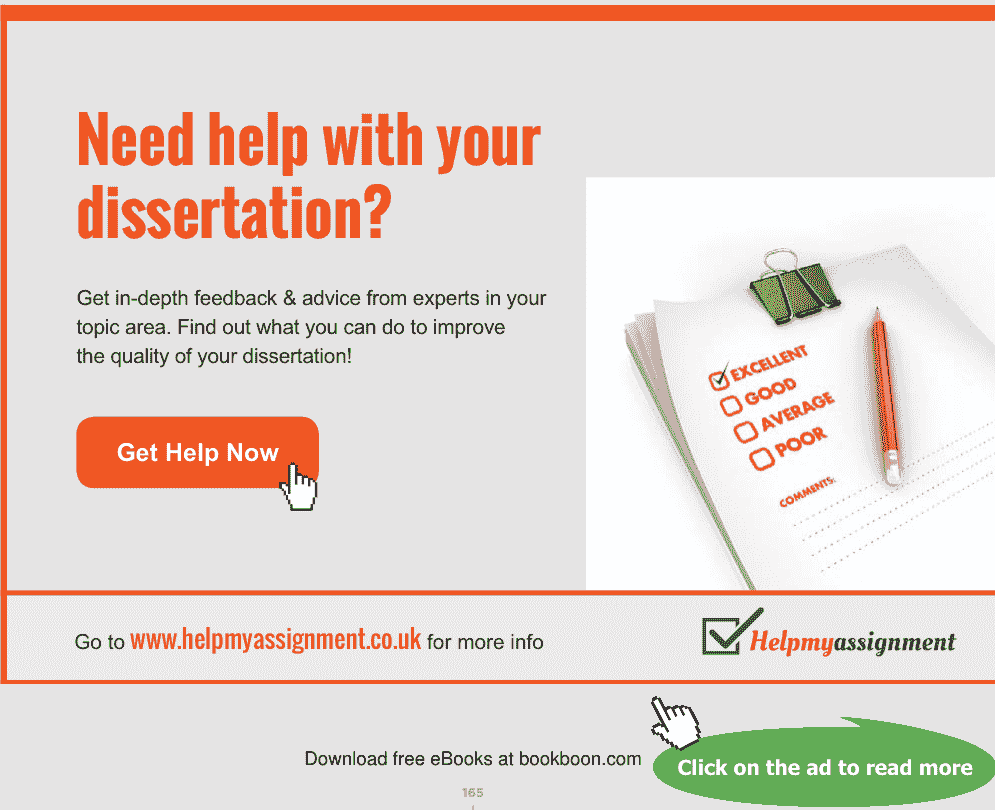 Need help with your
dissertation?
Get in-depth feedback & advice from experts in your
topic area. Find out what you can do to improve
the quality of your dissertation!
Get Help Now
EXCELLENT
GOOD
AVERAGE
POOR
COMMENTS:
Go to www.helpmyassignment.co.uk for more info
Helpmyassignment
Download free eBooks at bookboon.com
Click on the ad to read more
165